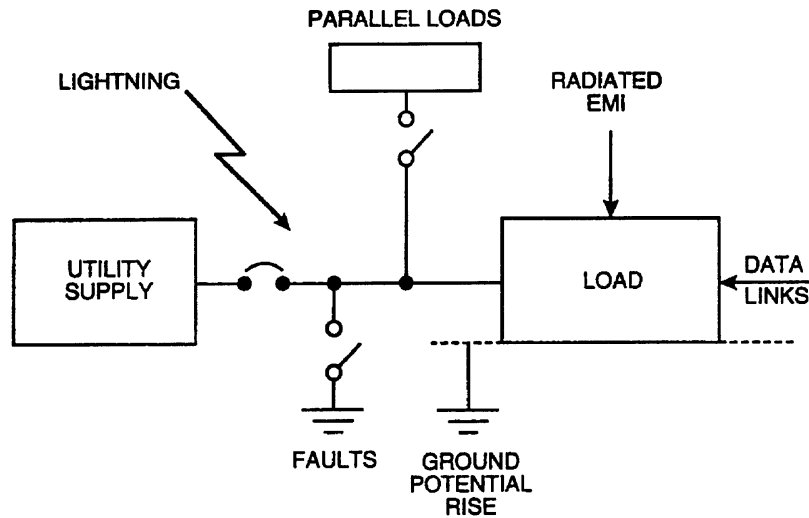 PARALLEL LOADS
LIGHTNING
RADIATED
EMI
UTILITY
SUPPLY
LOAD
DATA
LINKS
FAULTS
GROUND
POTENTIAL
RISE